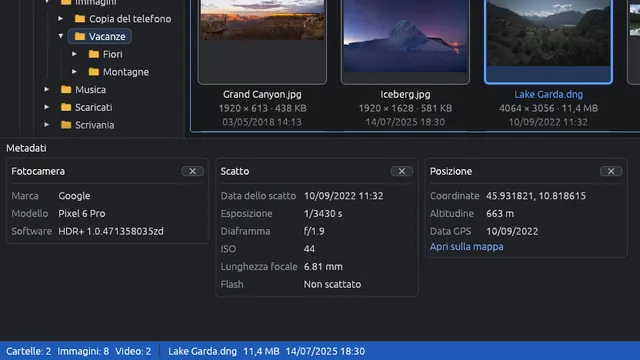 Immagini
Copia del telefono
Vacanze
Fiori
Montagne
Musica
Scaricati
Scrivania
Grand Canyon.jpg
1920 × 613 · 438 KB
03/05/2018 14:13
Iceberg.jpg
1920 × 1628 · 581 KB
14/07/2025 18:30
Lake Garda.dng
4064 × 3056 · 11,4 MB
10/09/2022 11:32
Metadati
Fotocamera
Marca Google
Modello Pixel 6 Pro
Software HDR+ 1.0.471358035zd
Scatto
Data dello scatto 10/09/2022 11:32
Esposizione 1/3430 s
Diaframma f/1.9
ISO 44
Lunghezza focale 6.81 mm
Flash Non scattato
Posizione
Coordinate 45.931821, 10.818615
Altitudine 663 m
Data GPS 10/09/2022
Apri sulla mappa
Cartelle: 2 Immagini: 8 Video: 2 Lake Garda.dng 11,4 MB 14/07/2025 18:30